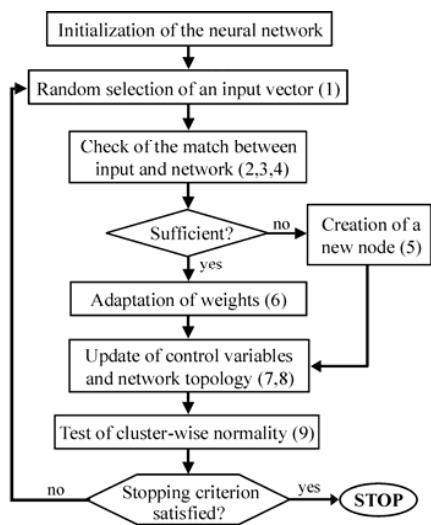 Initialization of the neural network
Random selection of an input vector (1)
Check of the match between
input and network (2,3,4)
Sufficient?
no
Creation of a
new node (5)
yes
Adaptation of weights (6)
Update of control variables
and network topology (7,8)
Test of cluster-wise normality (9)
no
Stopping criterion
satisfied?
yes
STOP